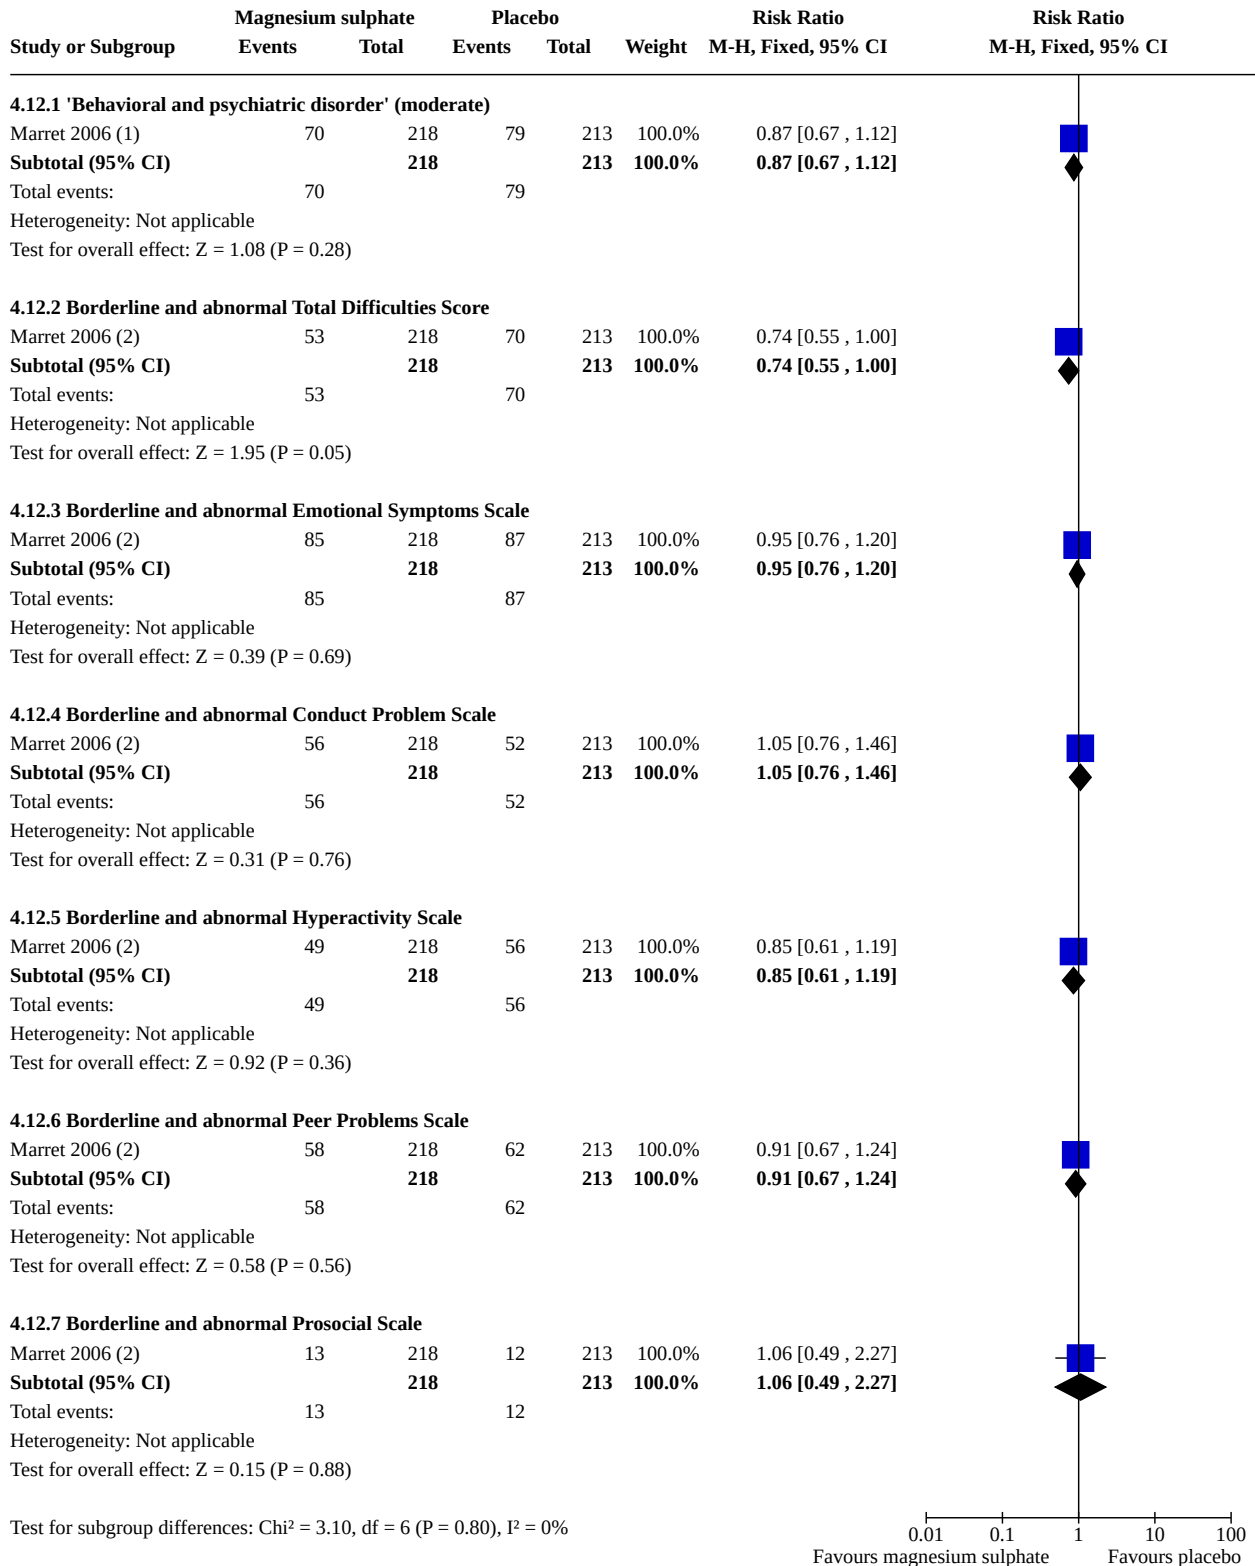 Magnesium sulphate Placebo Risk Ratio Risk Ratio
Study or Subgroup Events Total Events Total Weight M-H, Fixed, 95% CI M-H, Fixed, 95% CI
4.12.1 'Behavioral and psychiatric disorder' (moderate)
Marret 2006 (1) 70 218 79 213 100.0% 0.87 [0.67 , 1.12]
Subtotal (95% CI) 218 213 100.0% 0.87 [0.67 , 1.12]
Total events: 70 79
Heterogeneity: Not applicable
Test for overall effect: Z = 1.08 (P = 0.28)
4.12.2 Borderline and abnormal Total Difficulties Score
Marret 2006 (2) 53 218 70 213 100.0% 0.74 [0.55 , 1.00]
Subtotal (95% CI) 218 213 100.0% 0.74 [0.55 , 1.00]
Total events: 53 70
Heterogeneity: Not applicable
Test for overall effect: Z = 1.95 (P = 0.05)
4.12.3 Borderline and abnormal Emotional Symptoms Scale
Marret 2006 (2) 85 218 87 213 100.0% 0.95 [0.76 , 1.20]
Subtotal (95% CI) 218 213 100.0% 0.95 [0.76 , 1.20]
Total events: 85 87
Heterogeneity: Not applicable
Test for overall effect: Z = 0.39 (P = 0.69)
4.12.4 Borderline and abnormal Conduct Problem Scale
Marret 2006 (2) 56 218 52 213 100.0% 1.05 [0.76 , 1.46]
Subtotal (95% CI) 218 213 100.0% 1.05 [0.76 , 1.46]
Total events: 56 52
Heterogeneity: Not applicable
Test for overall effect: Z = 0.31 (P = 0.76)
4.12.5 Borderline and abnormal Hyperactivity Scale
Marret 2006 (2) 49 218 56 213 100.0% 0.85 [0.61 , 1.19]
Subtotal (95% CI) 218 213 100.0% 0.85 [0.61 , 1.19]
Total events: 49 56
Heterogeneity: Not applicable
Test for overall effect: Z = 0.92 (P = 0.36)
4.12.6 Borderline and abnormal Peer Problems Scale
Marret 2006 (2) 58 218 62 213 100.0% 0.91 [0.67 , 1.24]
Subtotal (95% CI) 218 213 100.0% 0.91 [0.67 , 1.24]
Total events: 58 62
Heterogeneity: Not applicable
Test for overall effect: Z = 0.58 (P = 0.56)
4.12.7 Borderline and abnormal Prosocial Scale
Marret 2006 (2) 13 218 12 213 100.0% 1.06 [0.49 , 2.27]
Subtotal (95% CI) 218 213 100.0% 1.06 [0.49 , 2.27]
Total events: 13 12
Heterogeneity: Not applicable
Test for overall effect: Z = 0.15 (P = 0.88)
Test for subgroup differences: Chi² = 3.10, df = 6 (P = 0.80), I² = 0%
0.01 0.1 1 10 100
Favours magnesium sulphate Favours placebo